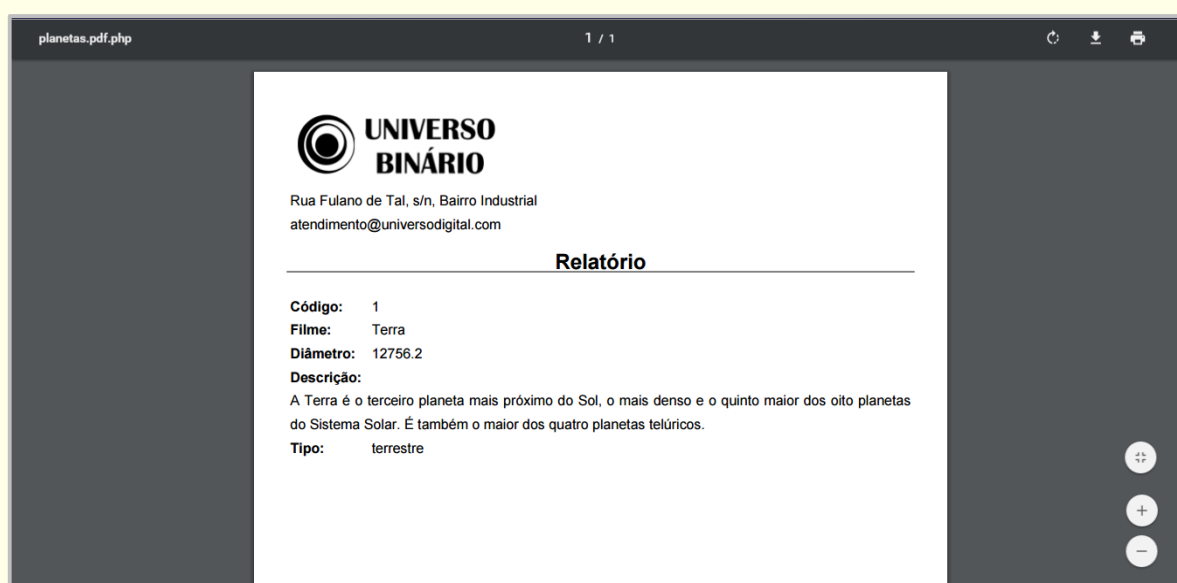 planetas.pdf.php
1 / 1
UNIVERSO
BINÁRIO
Rua Fulano de Tal, s/n, Bairro Industrial
atendimento@universodigital.com
Relatório
Código: 1
Filme: Terra
Diâmetro: 12756.2
Descrição:
A Terra é o terceiro planeta mais próximo do Sol, o mais denso e o quinto maior dos oito planetas
do Sistema Solar. É também o maior dos quatro planetas telúricos.
Tipo: terrestre